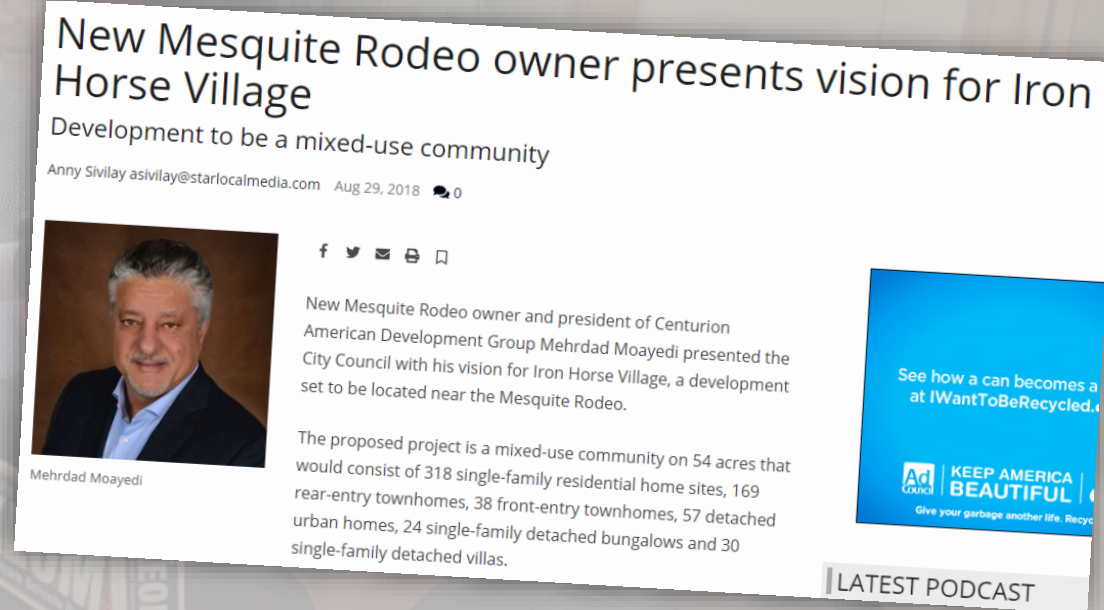 New Mesquite Rodeo owner presents vision for Iron
Horse Village
Development to be a mixed-use community
Anny Sivilay asivilay@starlocalmedia.com Aug 29, 2018 0
New Mesquite Rodeo owner and president of Centurion
American Development Group Mehrdad Moayedi presented the
City Council with his vision for Iron Horse Village, a development
set to be located near the Mesquite Rodeo.
The proposed project is a mixed-use community on 54 acres that
would consist of 318 single-family residential home sites, 169
rear-entry townhomes, 38 front-entry townhomes, 57 detached
urban homes, 24 single-family detached bungalows and 30
single-family detached villas.
Mehrdad Moayedi
See how a can becomes a
at IWantToBeRecycled.
Ad
Council
KEEP AMERICA
BEAUTIFUL
Give your garbage another life. Recyc
LATEST PODCAST